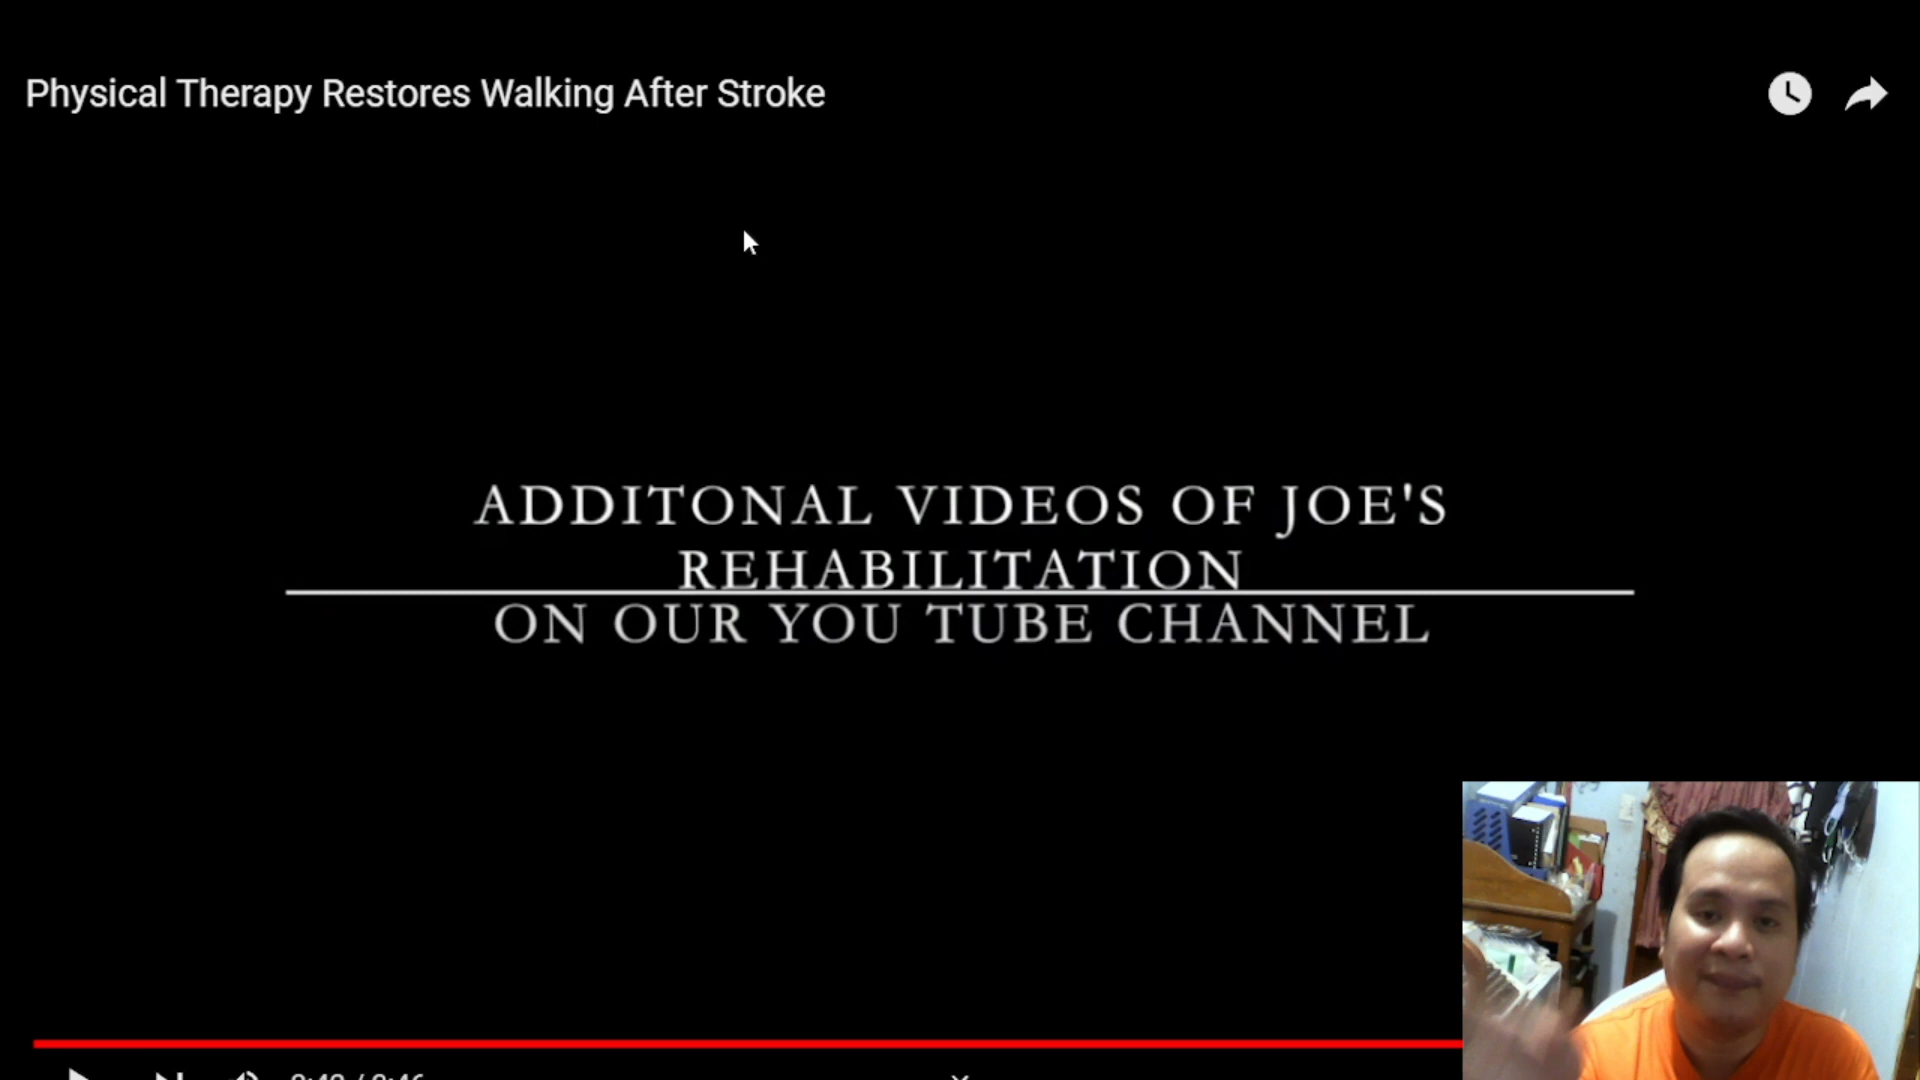 Physical Therapy Restores Walking After Stroke
ADDITONAL VIDEOS OF JOE'S
REHABILITATION
ON OUR YOU TUBE CHANNEL